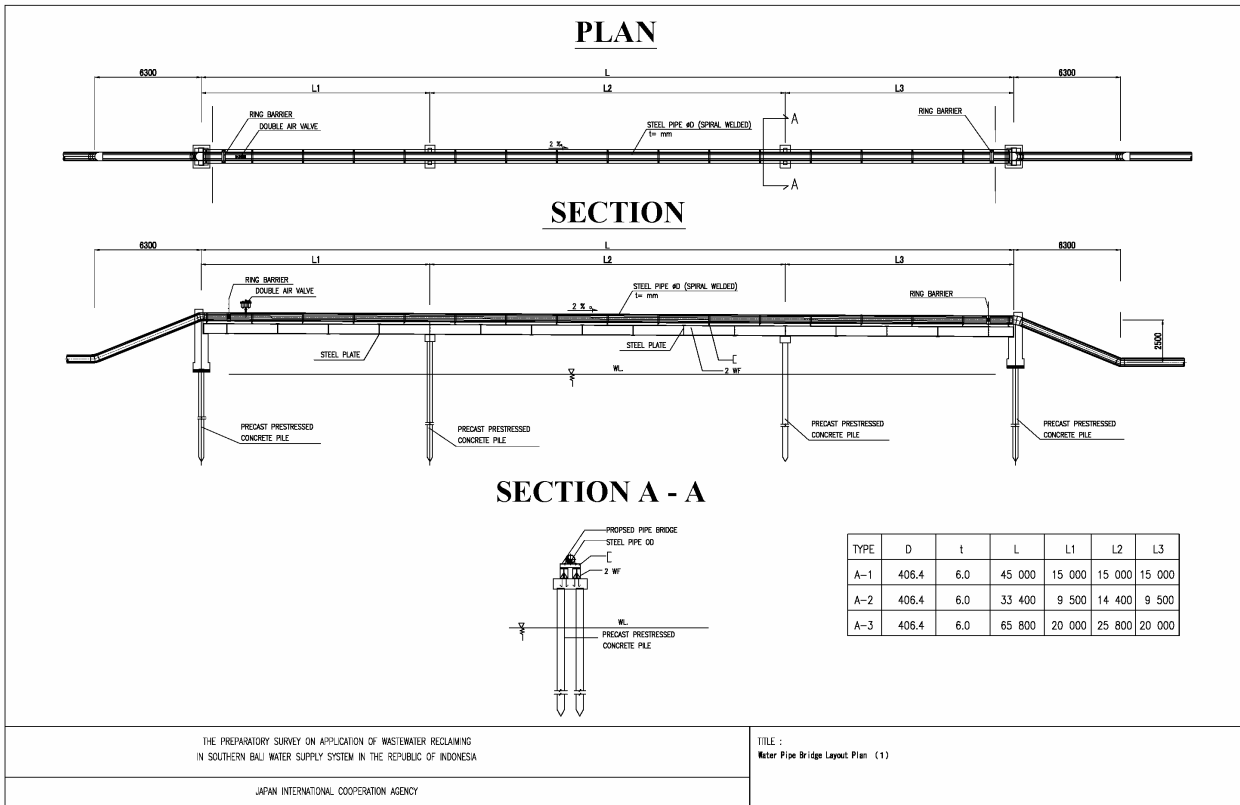 PLAN
6300
L
6300
L1
L2
L3
RING BARRIER
DOUBLE AIR VALVE
2 %
STEEL PIPE øD (SPIRAL WELDED)
t= mm
A
RING BARRIER
A
SECTION
6300
L
6300
L1
L2
L3
RING BARRIER
DOUBLE AIR VALVE
2 %
STEEL PIPE øD (SPIRAL WELDED)
t= mm
RING BARRIER
STEEL PLATE
STEEL PLATE
2 WF
2500
WL.
PRECAST PRESTRESSED
CONCRETE PILE
PRECAST PRESTRESSED
CONCRETE PILE
PRECAST PRESTRESSED
CONCRETE PILE
PRECAST PRESTRESSED
CONCRETE PILE
SECTION A - A
PROPSED PIPE BRIDGE
STEEL PIPE OD
2 WF
WL.
PRECAST PRESTRESSED
CONCRETE PILE
TYPE D t L L1 L2 L3
A-1 406.4 6.0 45 000 15 000 15 000 15 000
A-2 406.4 6.0 33 400 9 500 14 400 9 500
A-3 406.4 6.0 65 800 20 000 25 800 20 000
THE PREPARATORY SURVEY ON APPLICATION OF WASTEWATER RECLAIMING
IN SOUTHERN BALI WATER SUPPLY SYSTEM IN THE REPUBLIC OF INDONESIA
JAPAN INTERNATIONAL COOPERATION AGENCY
TITLE :
Water Pipe Bridge Layout Plan (1)